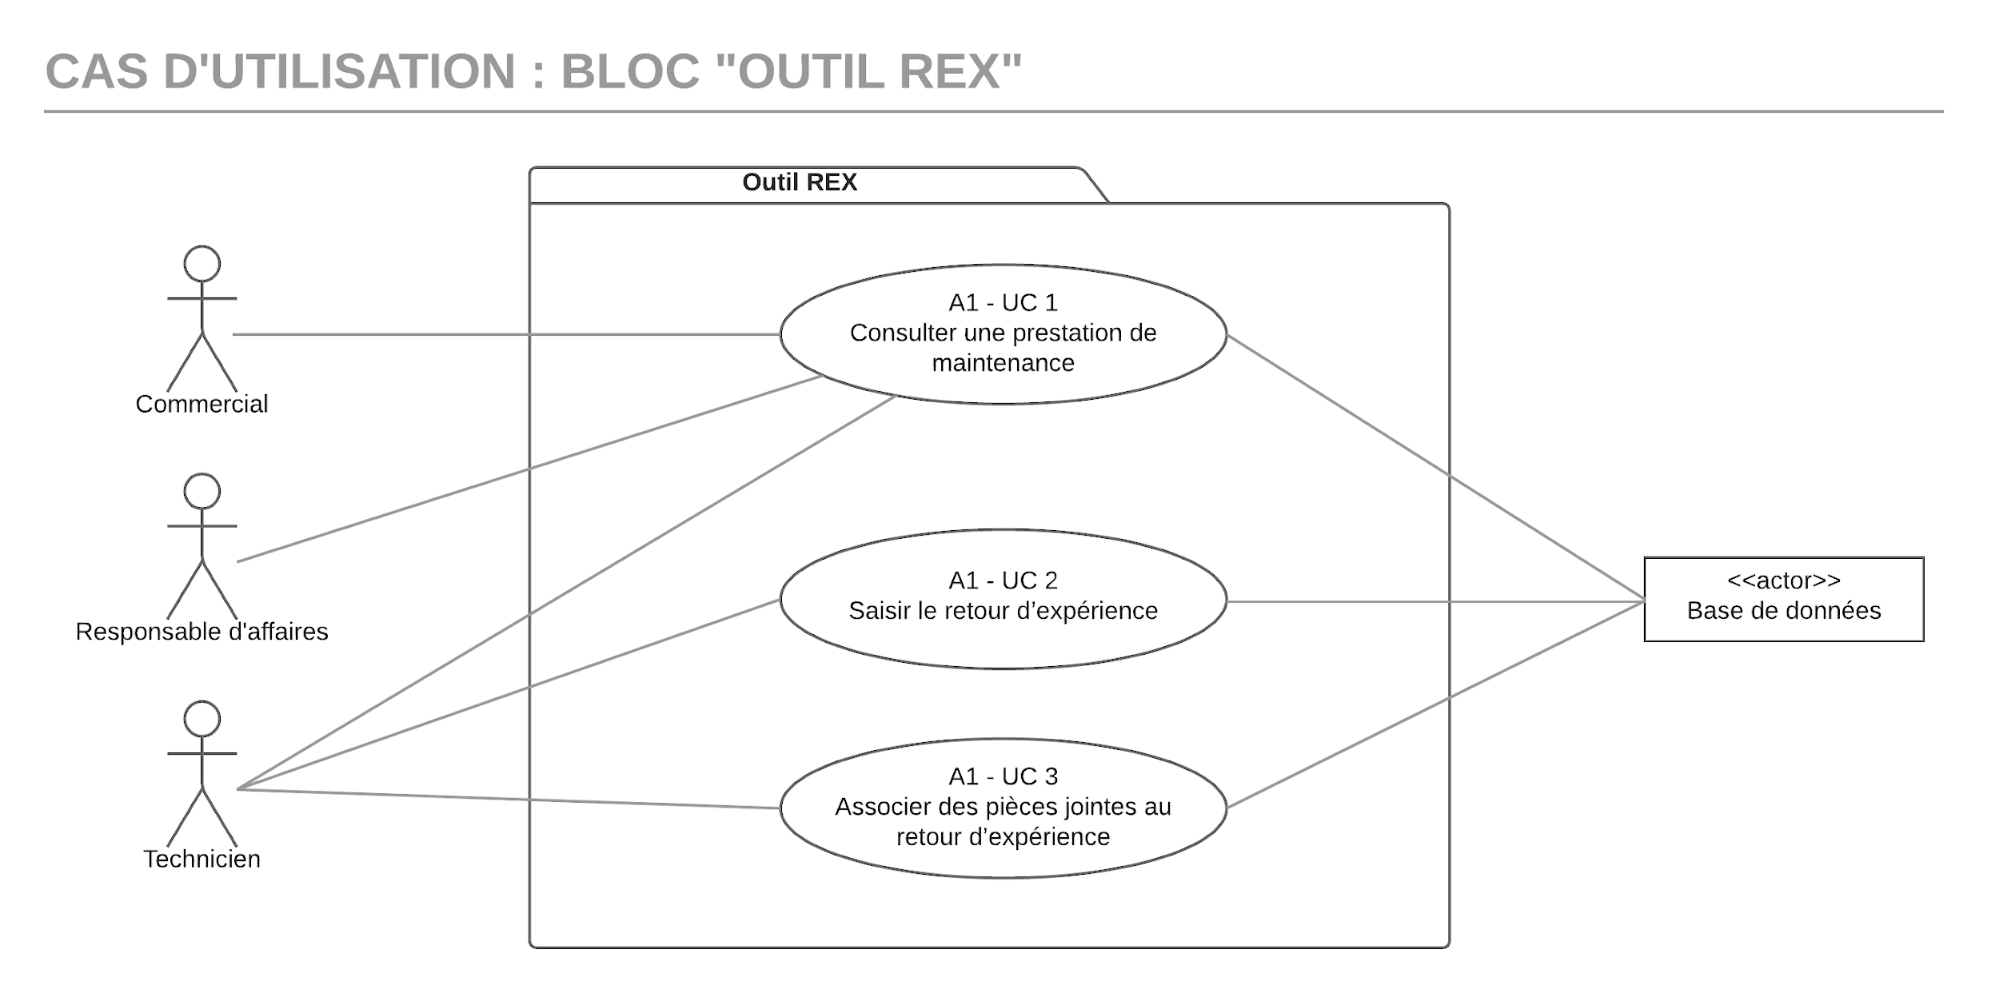 CAS D'UTILISATION : BLOC "OUTIL REX"
Outil REX
Commercial
Responsable d'affaires
Technicien
A1 - UC 1
Consulter une prestation de
maintenance
A1 - UC 2
Saisir le retour d’expérience
A1 - UC 3
Associer des pièces jointes au
retour d’expérience
<<actor>>
Base de données